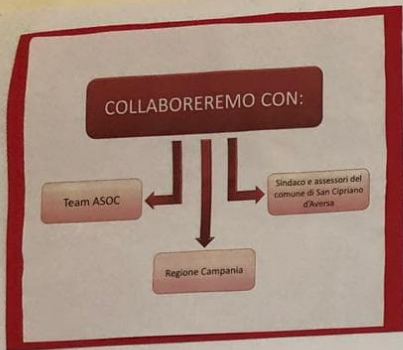 COLLABOREREMO CON:
Team ASOC
Sindaco e assessori del
comune di San Cipriano
d'Aversa
Regione Campania